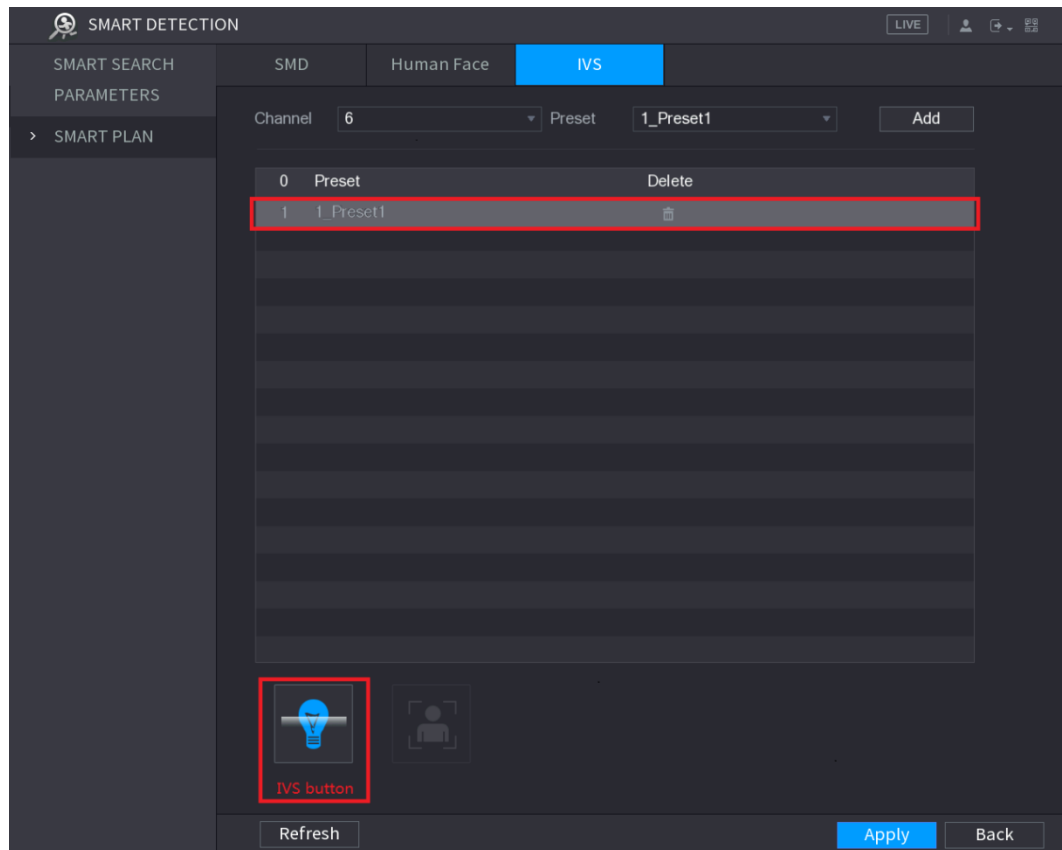 SMART DETECTION
LIVE
SMART SEARCH
PARAMETERS
SMART PLAN
SMD Human Face IVS
Channel 6 Preset 1_Preset1 Add
0 Preset Delete
1 1_Preset1
IVS button
Refresh Apply Back